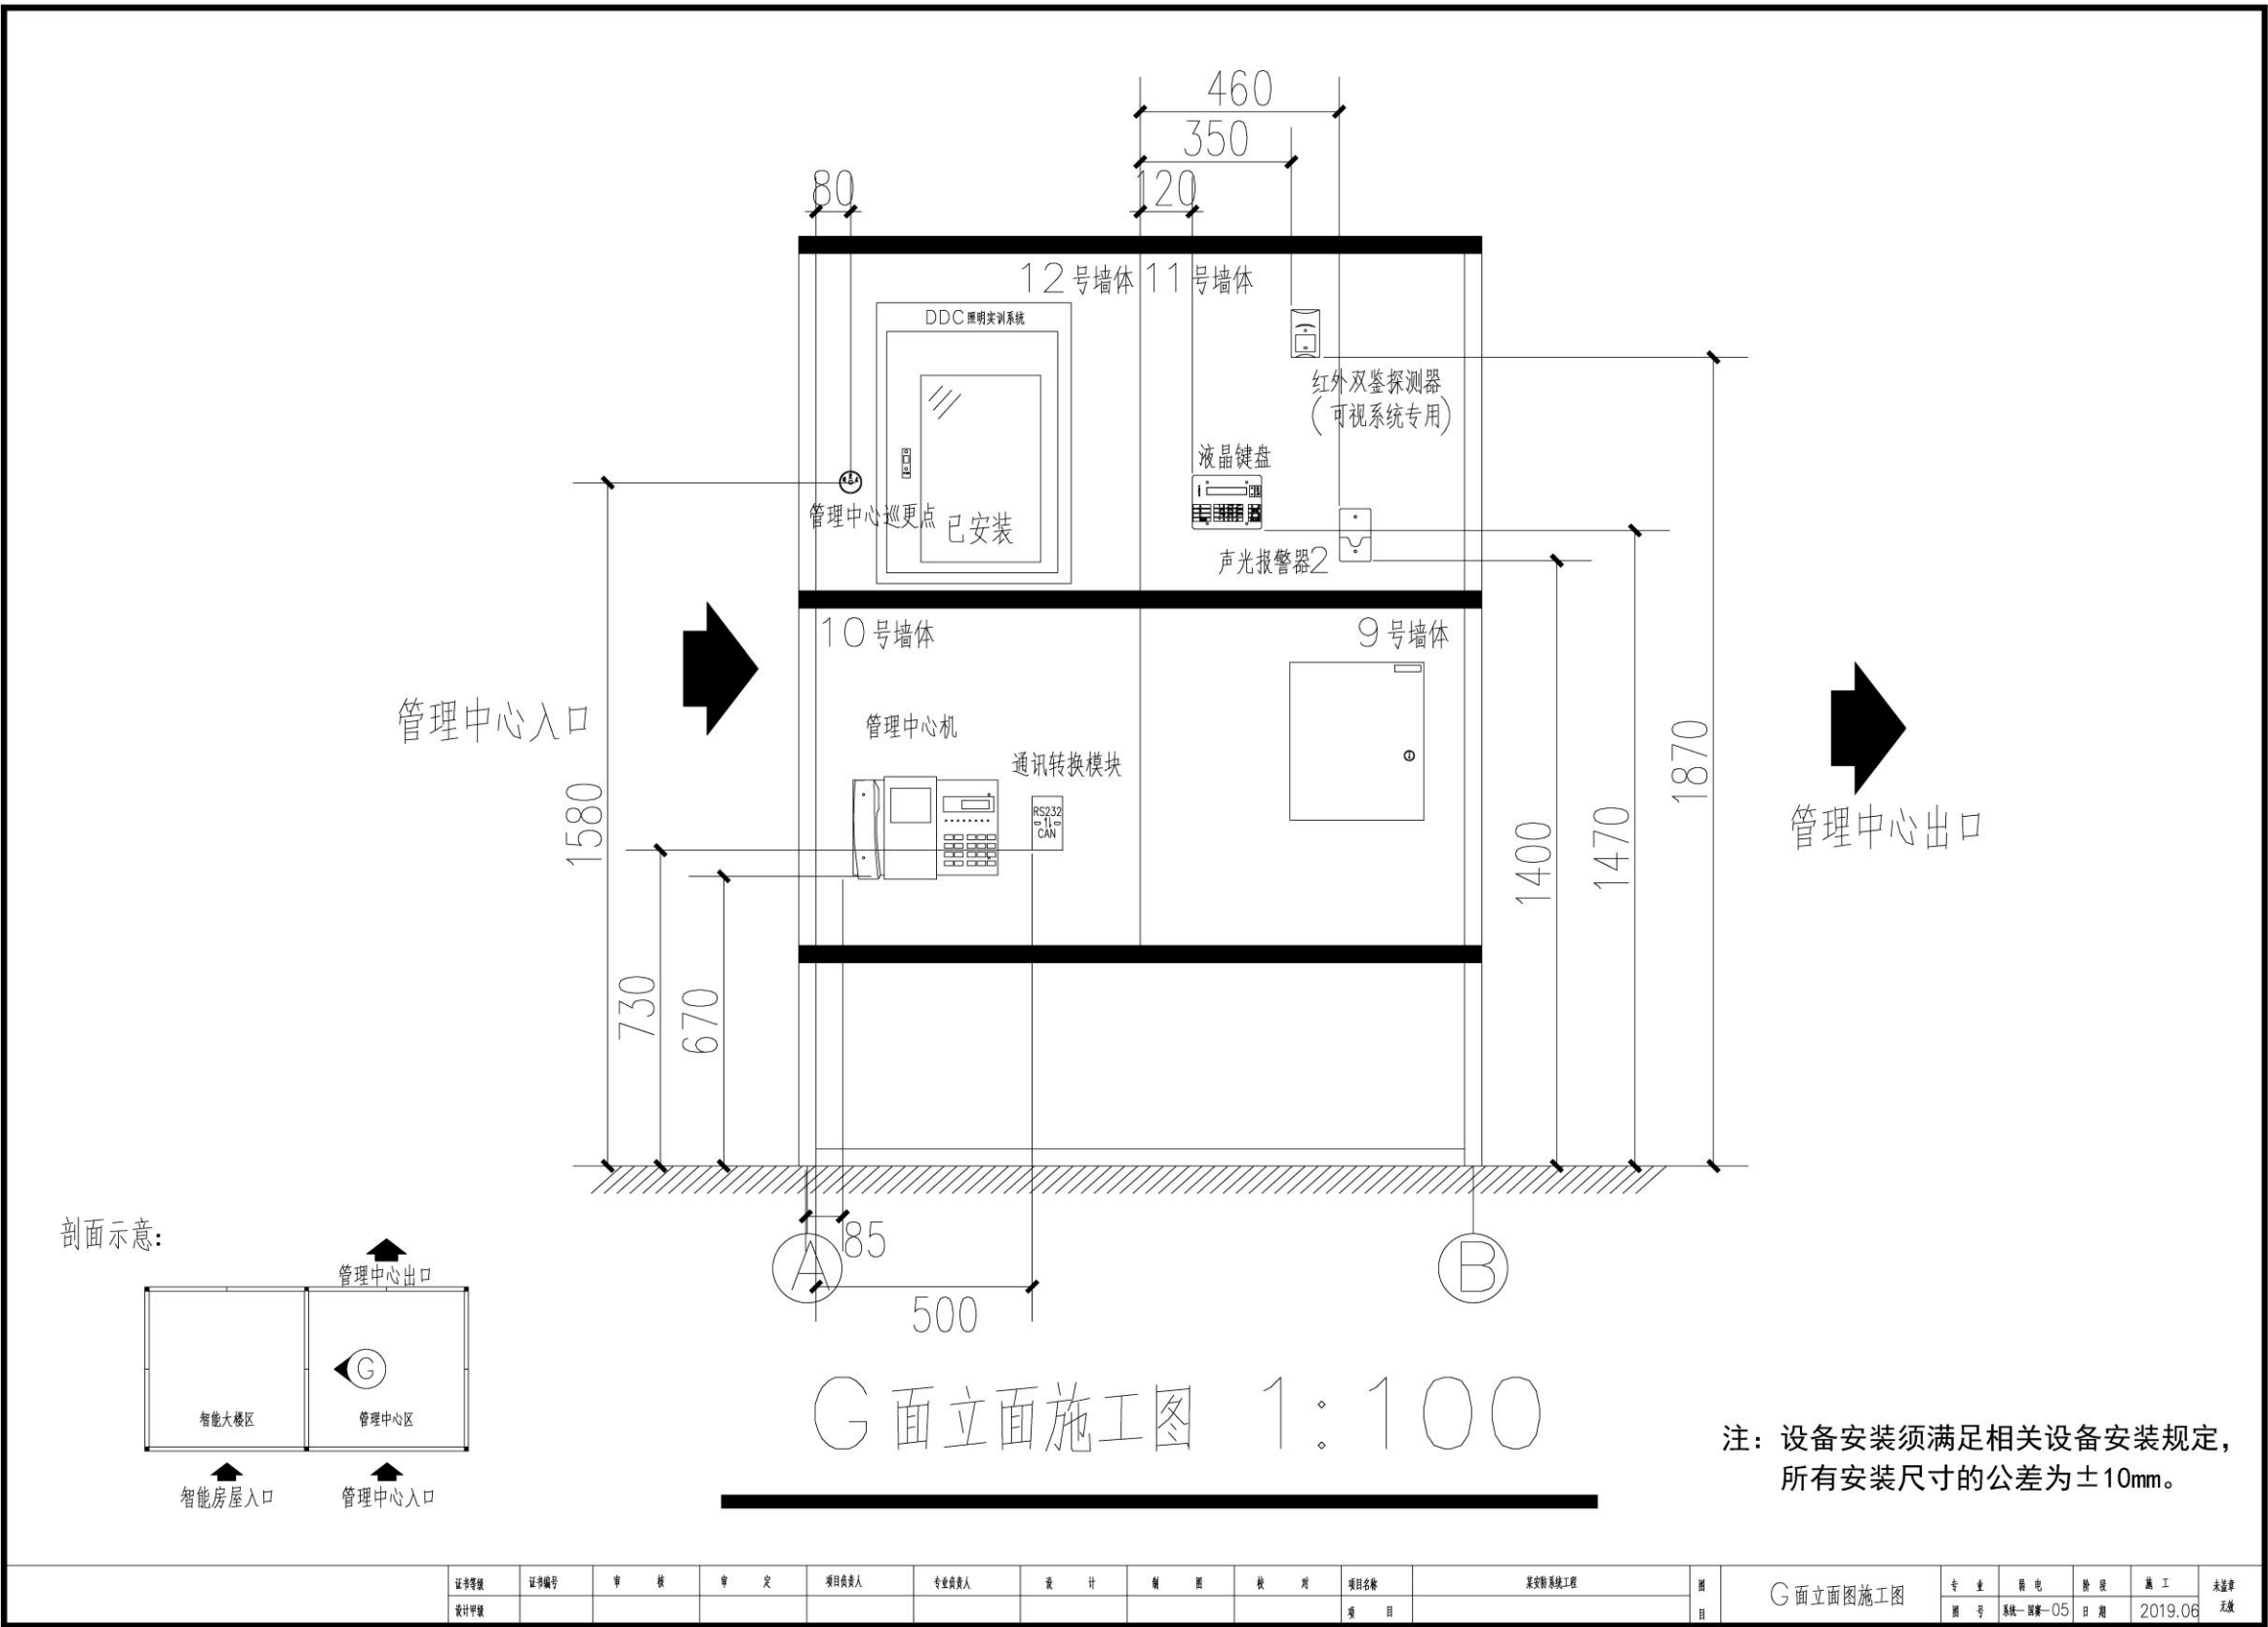 460
350
80
120
12号墙体
11号墙体
DDC照明实训系统
红外双鉴探测器
(可视系统专用)
液晶键盘
管理中心巡更点
已安装
声光报警器2
10号墙体
9号墙体
管理中心入口
管理中心机
通讯转换模块
RS232
CAN
管理中心出口
1580
730
670
1400
1470
1870
85
A
B
500
剖面示意:
管理中心出口
G
智能大楼区
管理中心区
智能房屋入口
管理中心入口
G面立面施工图 1:100
注: 设备安装须满足相关设备安装规定,
所有安装尺寸的公差为±10mm。
证书等级 证书编号 审 核 审 定 项目负责人 专业负责人 设 计 制 图 校 对 项目名称 某安防系统工程 图 G面立面图施工图 专 业 弱 电 阶 段 施 工 未盖章
设计甲级 项 目 目 图 号 系统-国赛-05 日 期 2019.06 无效